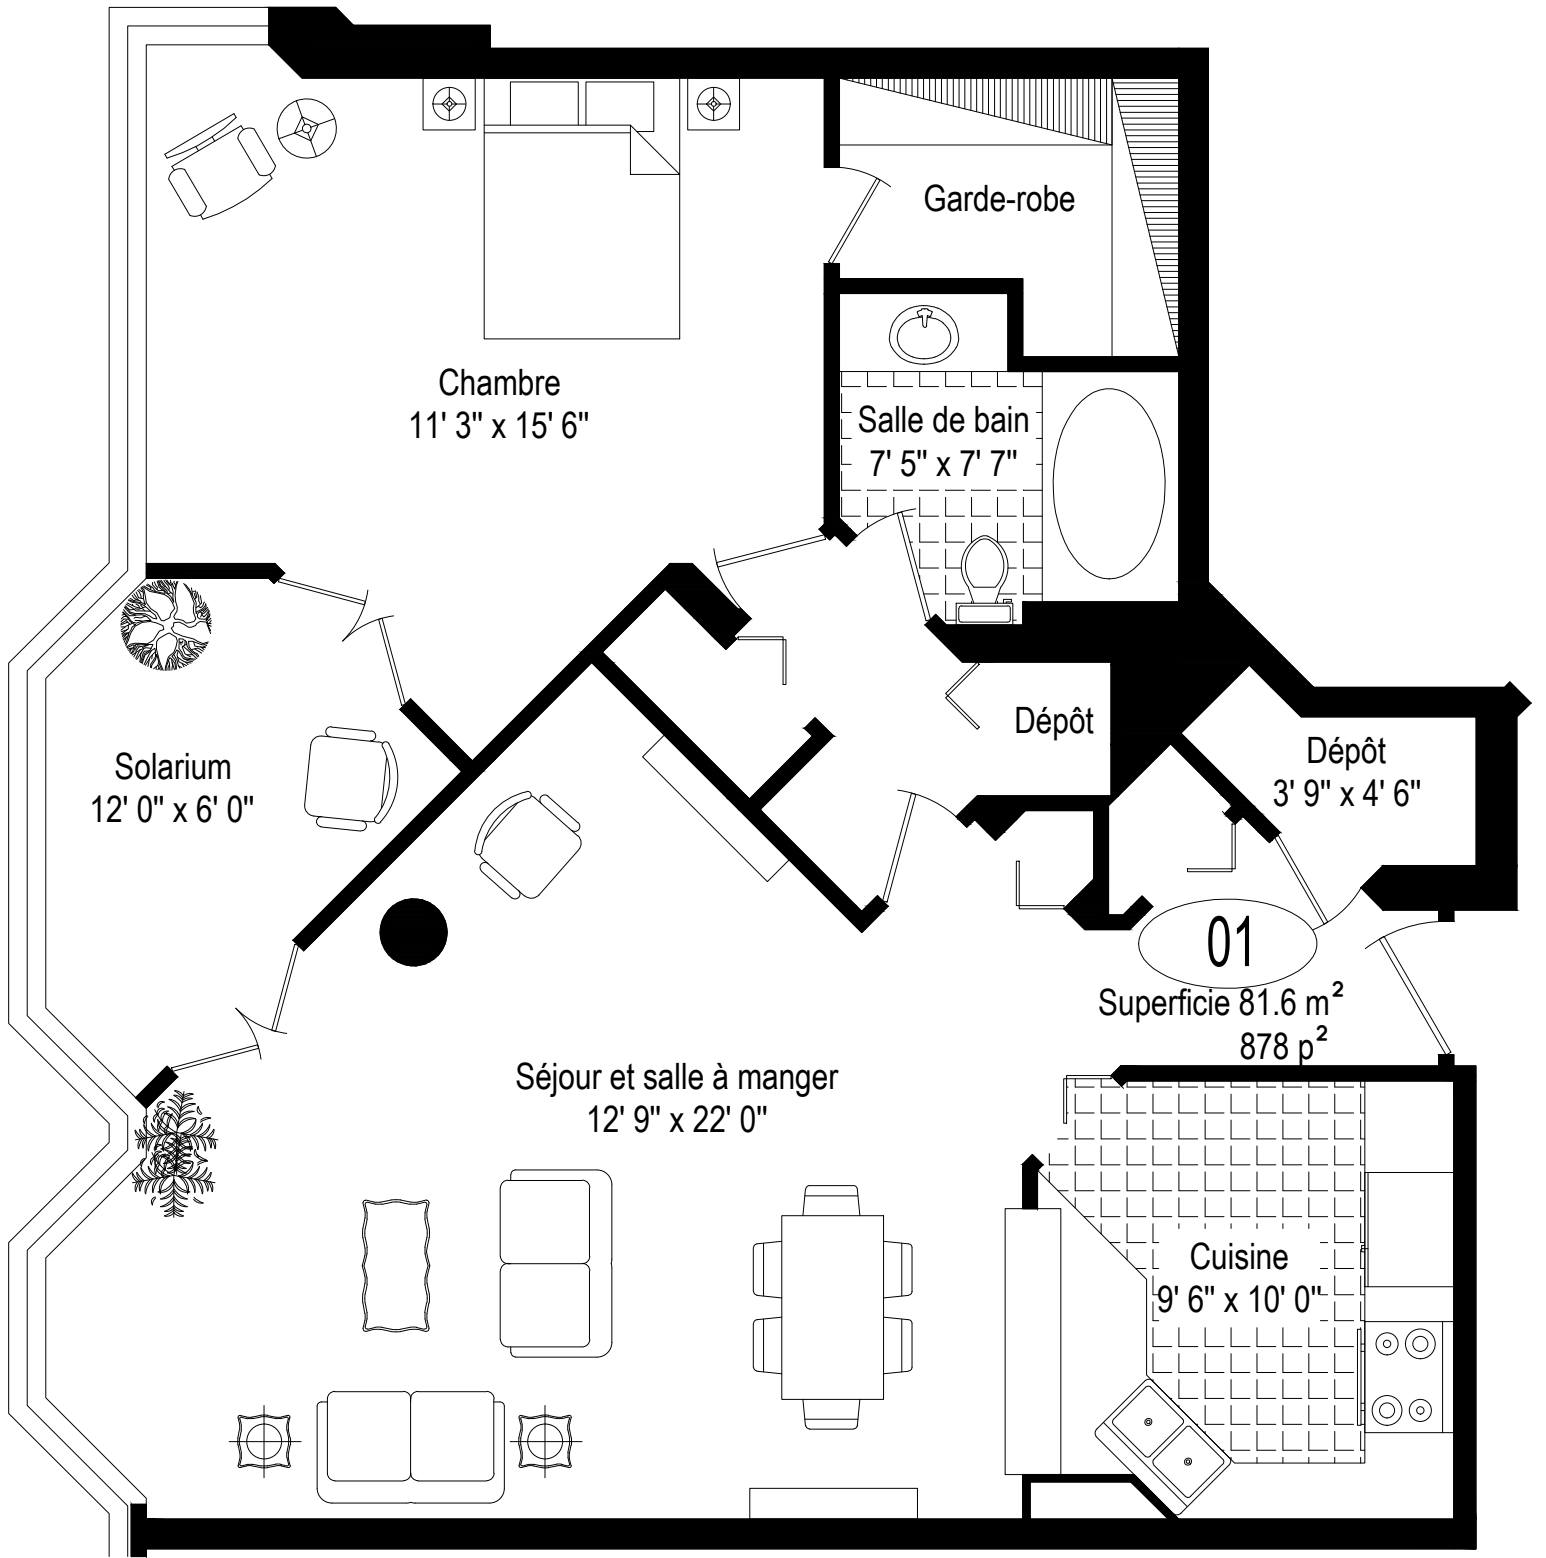 Garde-robe
Chambre
11' 3" x 15' 6"
Salle de bain
7' 5" x 7' 7"
Dépôt
Dépôt
3' 9" x 4' 6"
Solarium
12' 0" x 6' 0"
01
Superficie 81.6 m²
878 p²
Séjour et salle à manger
12' 9" x 22' 0"
Cuisine
9' 6" x 10' 0"